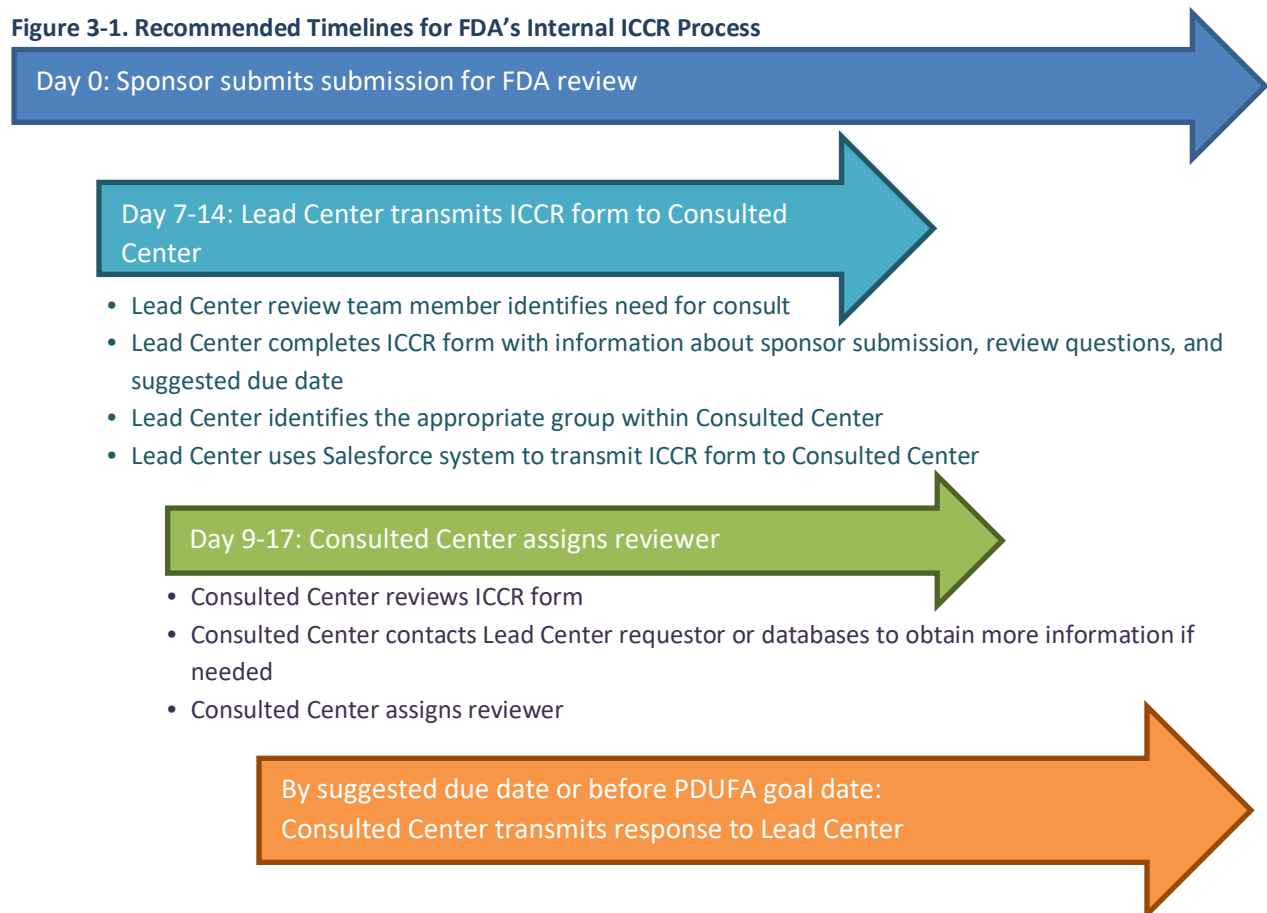 Figure 3-1. Recommended Timelines for FDA’s Internal ICCR Process
Day 0: Sponsor submits submission for FDA review
Day 7-14: Lead Center transmits ICCR form to Consulted
Center
• Lead Center review team member identifies need for consult
• Lead Center completes ICCR form with information about sponsor submission, review questions, and
suggested due date
• Lead Center identifies the appropriate group within Consulted Center
• Lead Center uses Salesforce system to transmit ICCR form to Consulted Center
Day 9-17: Consulted Center assigns reviewer
• Consulted Center reviews ICCR form
• Consulted Center contacts Lead Center requestor or databases to obtain more information if
needed
• Consulted Center assigns reviewer
By suggested due date or before PDUFA goal date:
Consulted Center transmits response to Lead Center